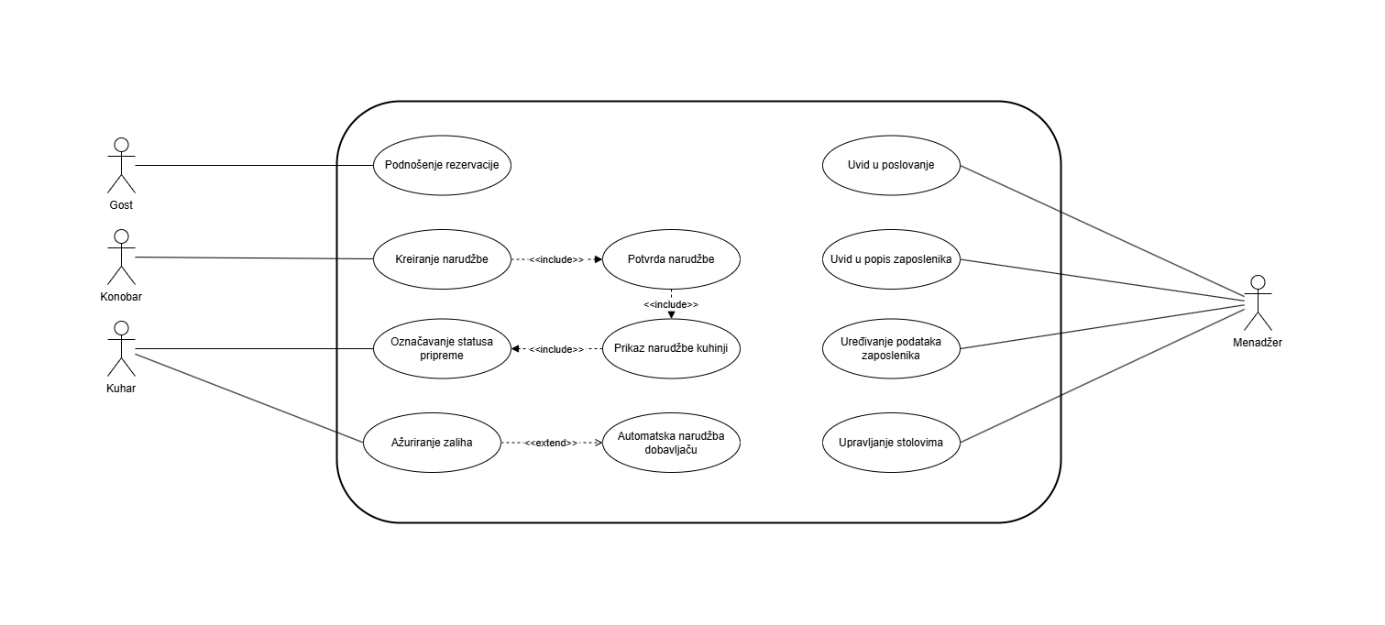 Podnošenje rezervacije
Uvid u poslovanje
Gost
Kreiranje narudžbe
<<include>>
Potvrda narudžbe
Uvid u popis zaposlenika
Konobar
<<include>>
Označavanje statusa
pripreme
<<include>>
Prikaz narudžbe kuhinji
Uređivanje podataka
zaposlenika
Menadžer
Kuhar
Ažuriranje zaliha
<<extend>>
Automatska narudžba
dobavljaču
Upravljanje stolovima